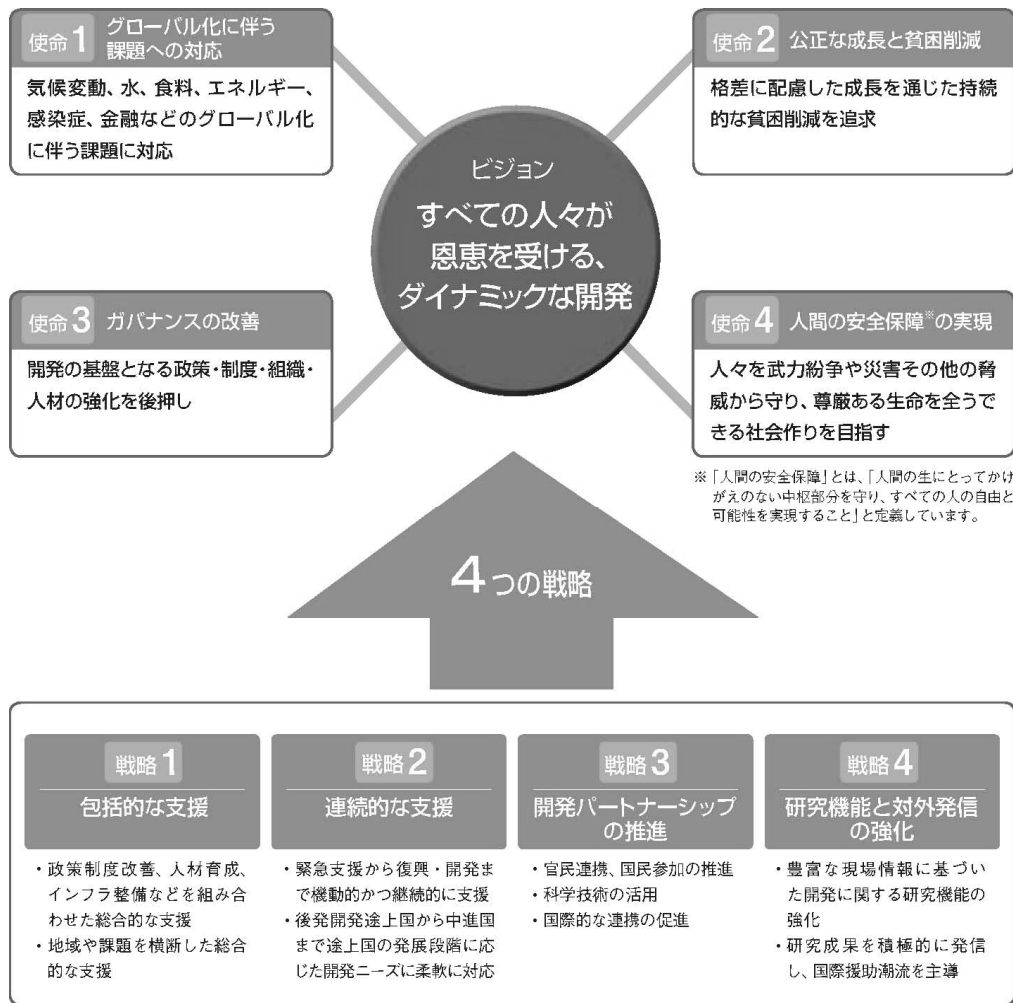 使命1 グローバル化に伴う
課題への対応
気候変動、水、食料、エネルギー、
感染症、金融などのグローバル化
に伴う課題に対応
使命2 公正な成長と貧困削減
格差に配慮した成長を通じた持続
的な貧困削減を追求
ビジョン
すべての人々が
恩恵を受ける、
ダイナミックな開発
使命3 ガバナンスの改善
開発の基盤となる政策・制度・組織・
人材の強化を後押し
使命4 人間の安全保障※の実現
人々を武力紛争や災害その他の脅
威から守り、尊厳ある生命を全うで
きる社会作りを目指す
※「人間の安全保障」とは、「人間の生にとってかけ
がえのない中枢部分を守り、すべての人の自由と
可能性を実現すること」と定義しています。
4つの戦略
戦略1
包括的な支援
・政策制度改善、人材育成、
インフラ整備などを組み合
わせた総合的な支援
・地域や課題を横断した総合
的な支援
戦略2
連続的な支援
・緊急支援から復興・開発ま
で機動的かつ継続的に支援
・後発開発途上国から中進国
まで途上国の発展段階に応
じた開発ニーズに柔軟に対応
戦略3
開発パートナーシップ
の推進
・官民連携、国民参加の推進
・科学技術の活用
・国際的な連携の促進
戦略4
研究機能と対外発信
の強化
・豊富な現場情報に基づい
た開発に関する研究機能の
強化
・研究成果を積極的に発信
し、国際援助潮流を主導